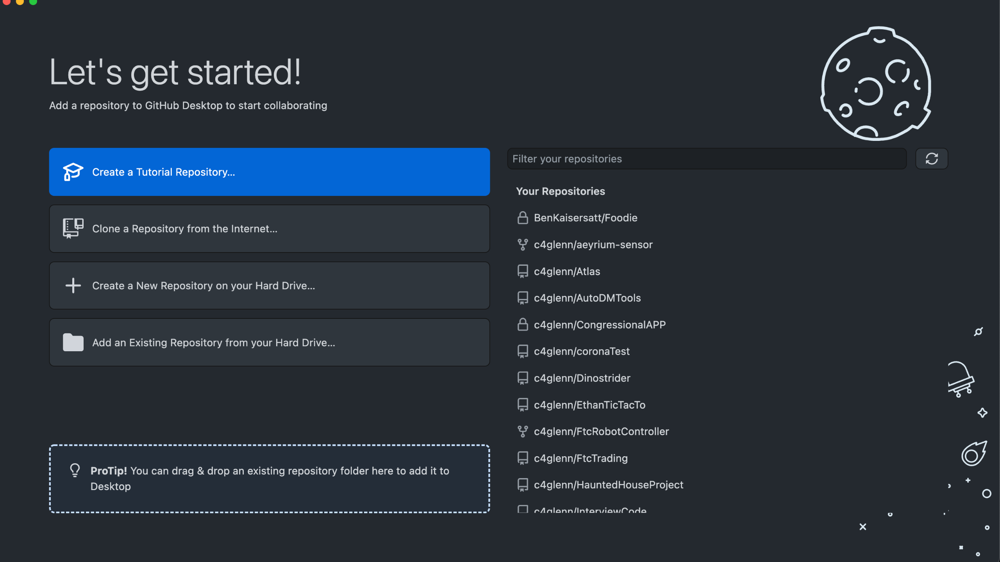 Let's get started!
Add a repository to GitHub Desktop to start collaborating
Create a Tutorial Repository...
Clone a Repository from the Internet...
Create a New Repository on your Hard Drive...
Add an Existing Repository from your Hard Drive...
ProTip! You can drag & drop an existing repository folder here to add it to
Desktop
Filter your repositories
Your Repositories
BenKaisersatt/Foodie
c4glenn/aeyrium-sensor
c4glenn/Atlas
c4glenn/AutoDMTools
c4glenn/CongressionalAPP
c4glenn/coronaTest
c4glenn/Dinostrider
c4glenn/EthanTicTacTo
c4glenn/FtcRobotController
c4glenn/FtcTrading
c4glenn/HauntedHouseProject
c4glenn/InterviewCode